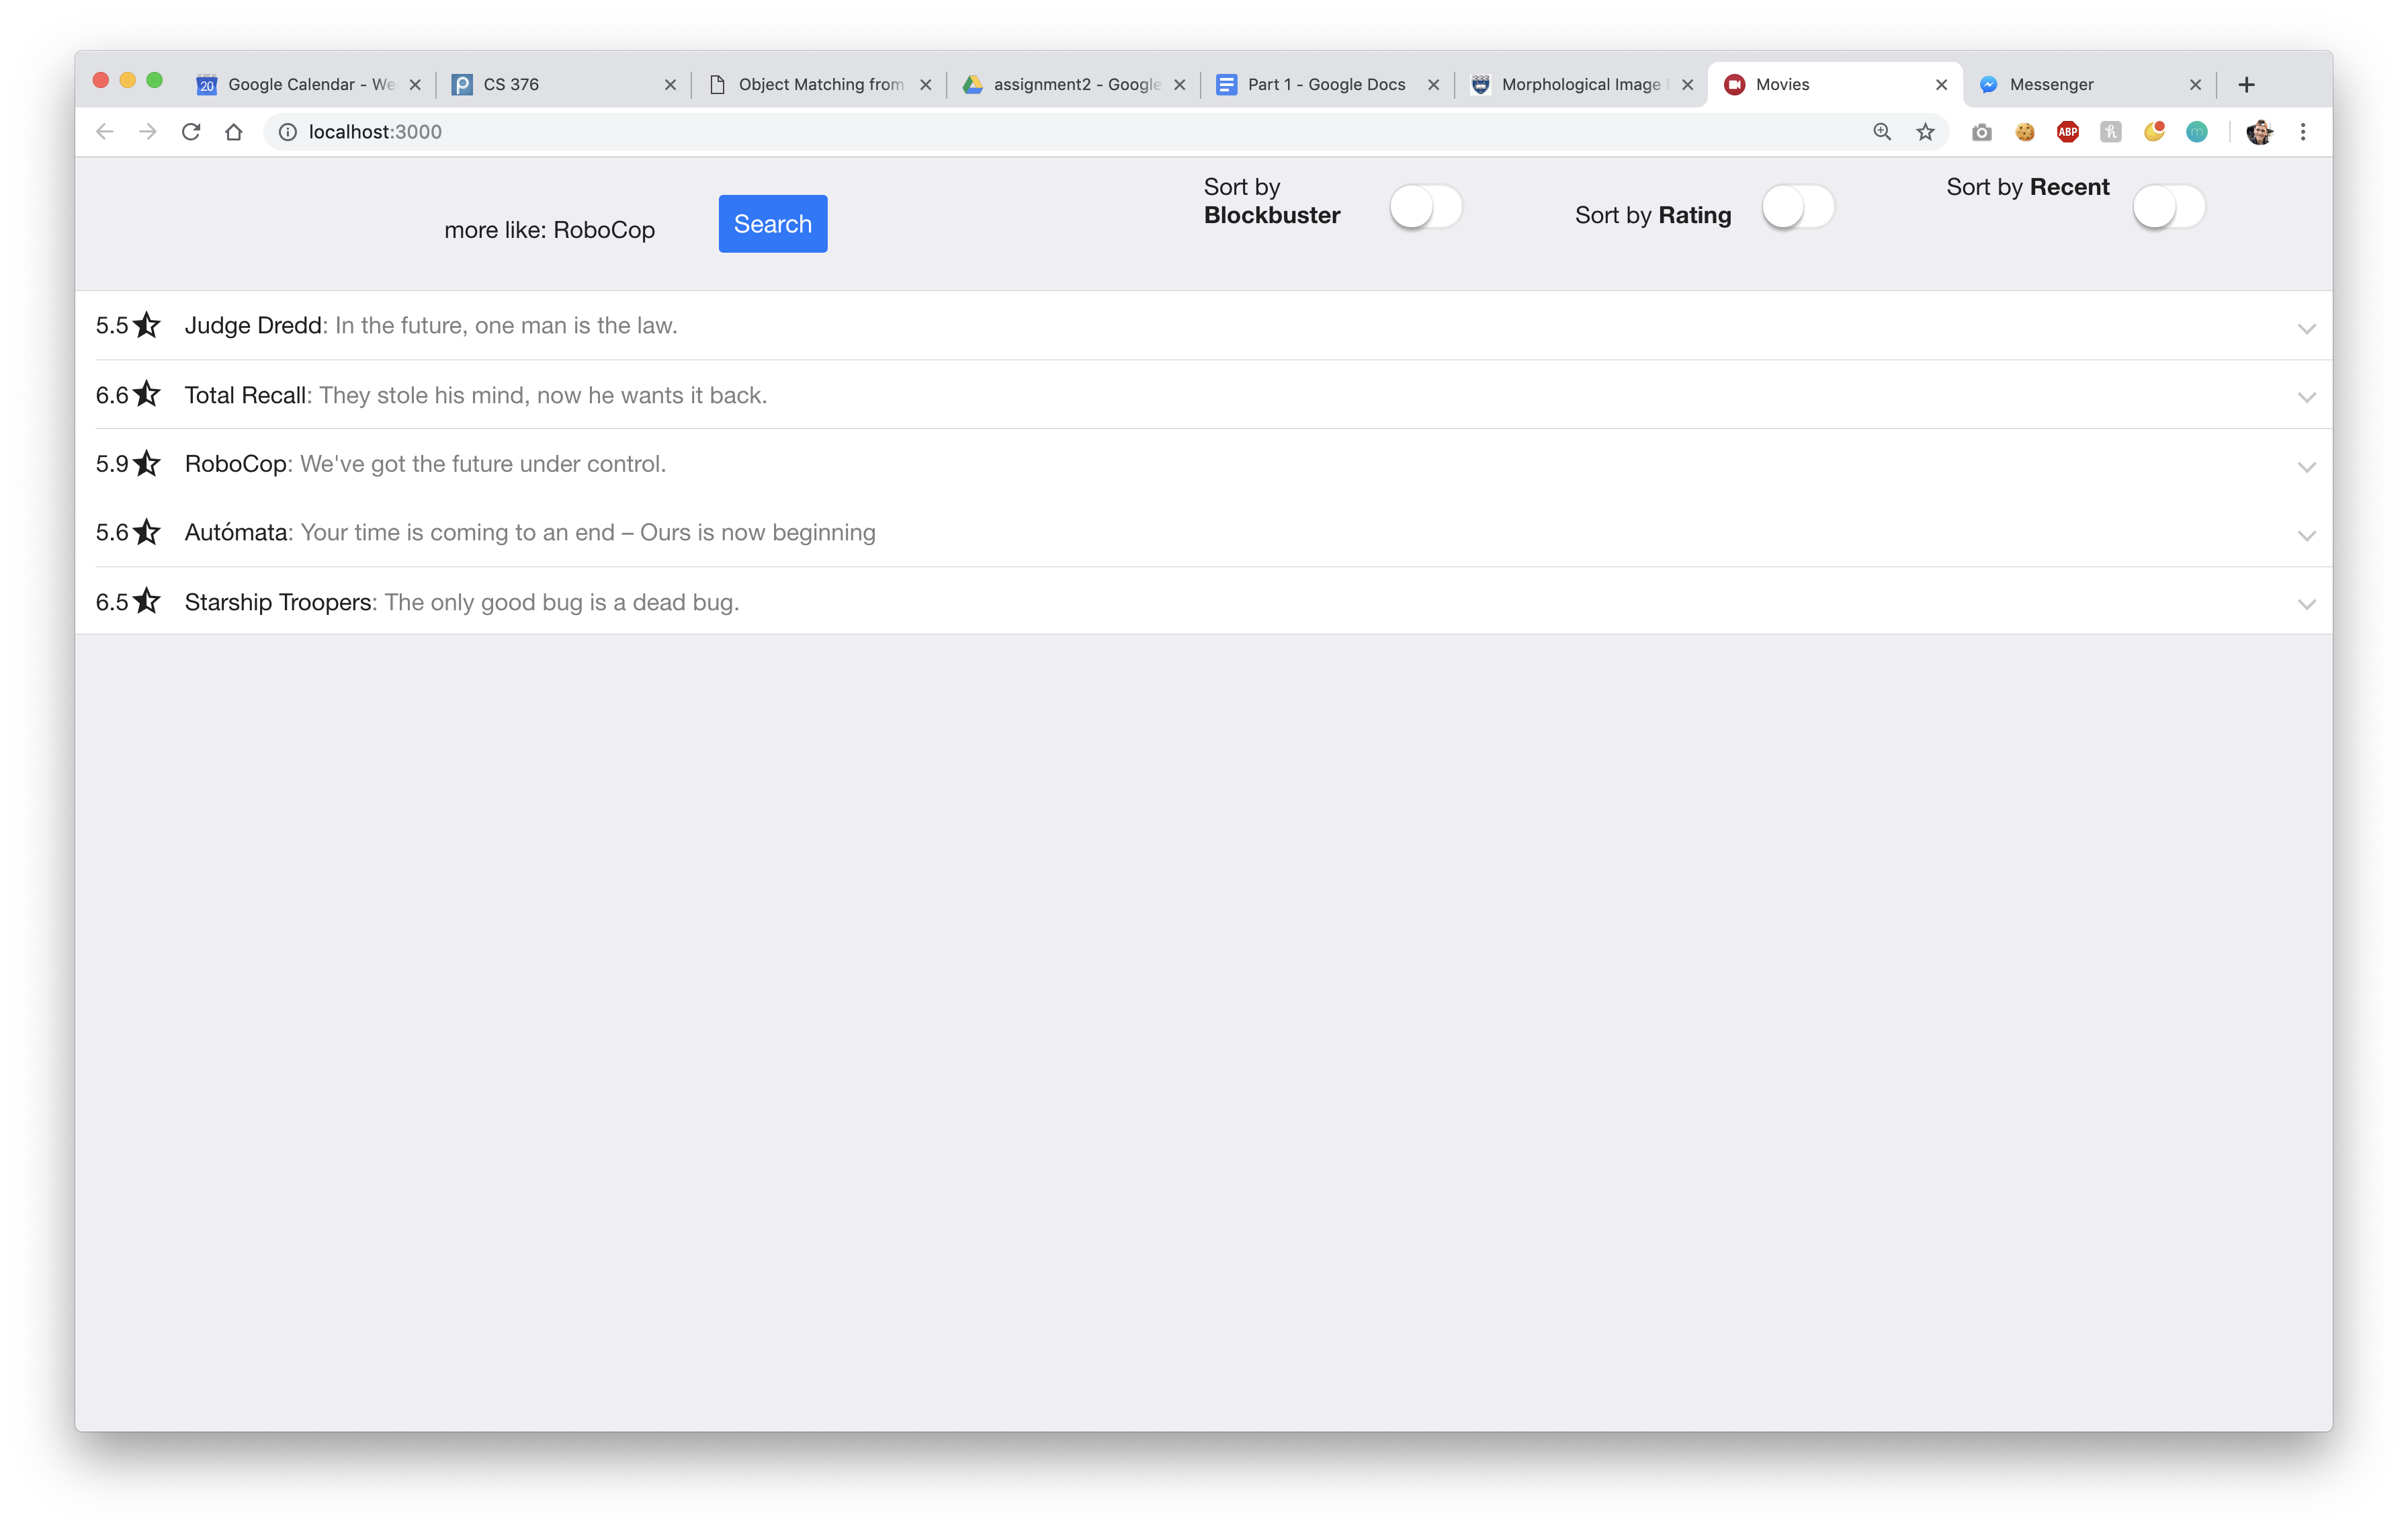 20 Google Calendar - We
CS 376
Object Matching from
assignment2 - Google
Part 1 - Google Docs
Morphological Image
Movies
Messenger
localhost:3000
ABP
more like: RoboCop
Search
Sort by
Blockbuster
Sort by Rating
Sort by Recent
5.5 Judge Dredd: In the future, one man is the law.
6.6 Total Recall: They stole his mind, now he wants it back.
5.9 RoboCop: We've got the future under control.
5.6 Autómata: Your time is coming to an end – Ours is now beginning
6.5 Starship Troopers: The only good bug is a dead bug.